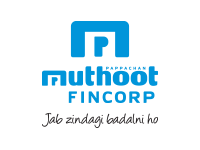 P
PAPPACHAN
muthoot
FINCORP
Jab zindagi badalni ho